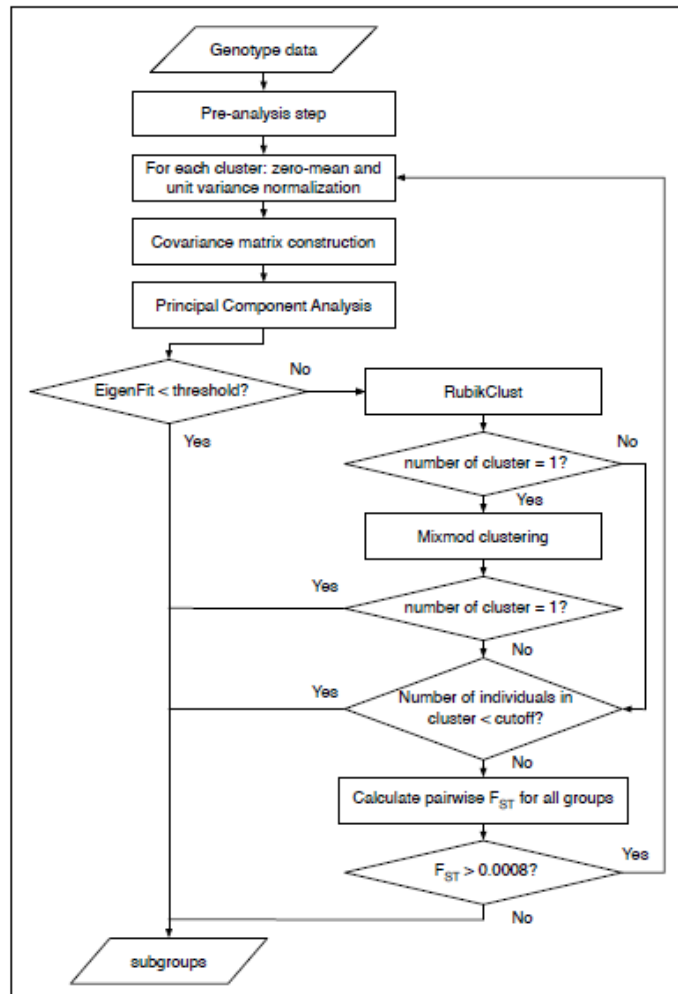 Genotype data
Pre-analysis step
For each cluster: zero-mean and
unit variance normalization
Covariance matrix construction
Principal Component Analysis
EigenFit < threshold?
No
Yes
RubikClust
number of cluster = 1?
No
Yes
Mixmod clustering
Yes
number of cluster = 1?
No
Yes
Number of individuals in
cluster < cutoff?
No
Calculate pairwise FST for all groups
FST > 0.0008?
Yes
No
subgroups